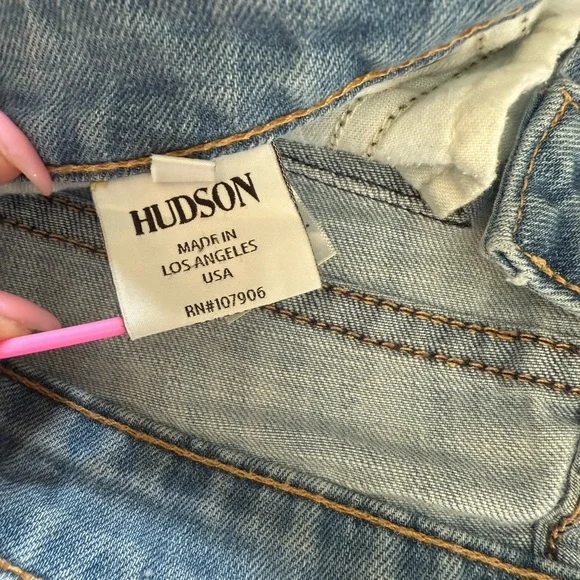 HUDSON
MADE IN
LOS ANGELES
USA
RN#107906